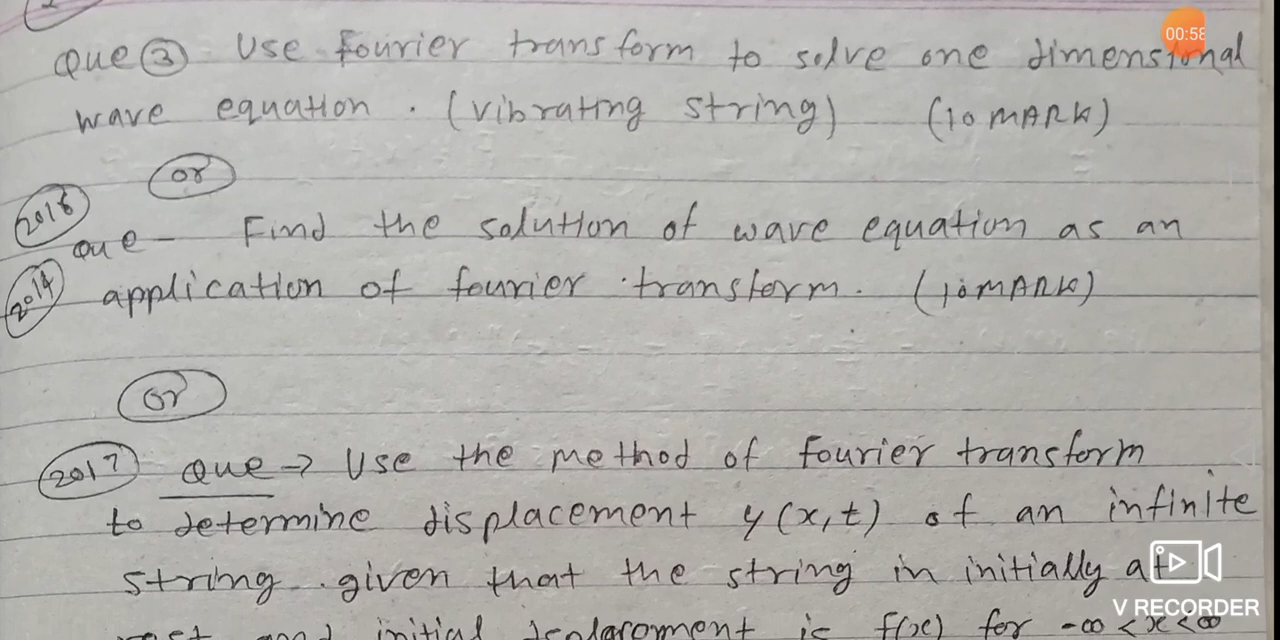 00:58
Que ③ Use Fourier transform to solve one dimensional
wave equation. (vibrating string) (10 MARK)
or
2016
Que - Find the solution of wave equation as an
2014
application of fourier transform. (10 MARK)
or
2017 Que → Use the method of fourier transform
to determine displacement y(x,t) of an infinite
string given that the string in initially at
rest and initial displacement is f(x) for -∞<x<∞
V RECORDER